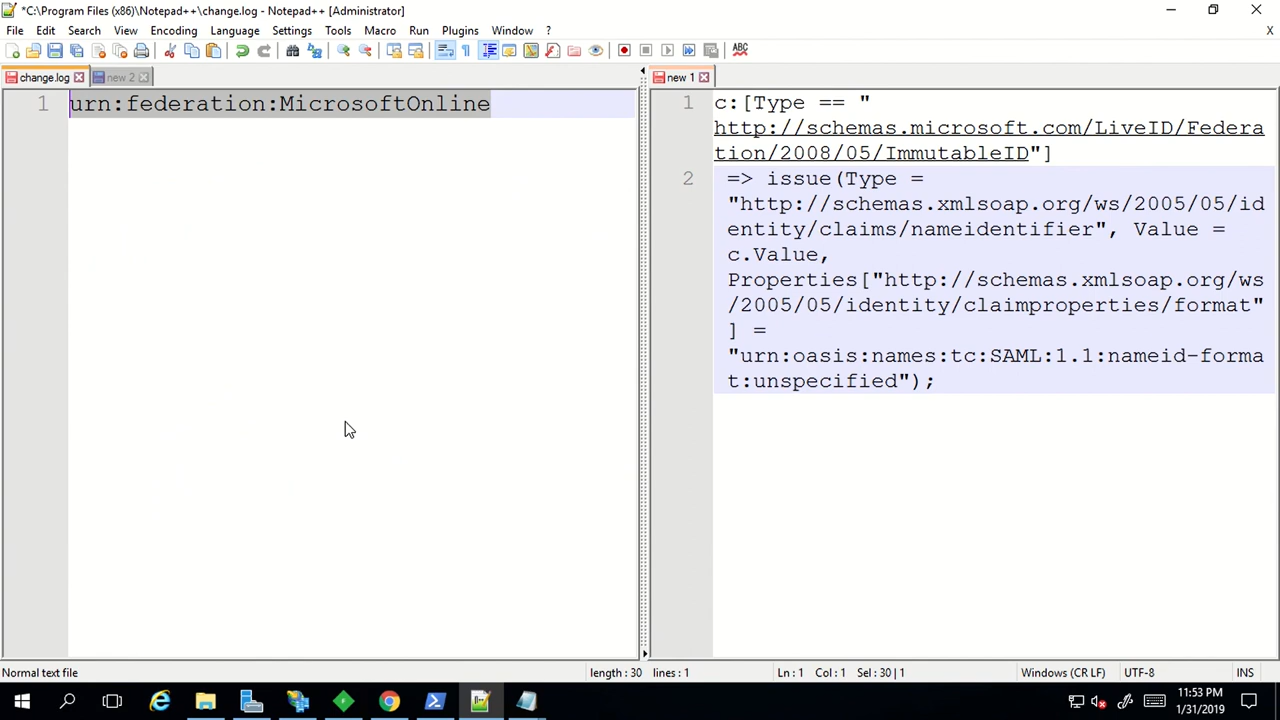 *C:\Program Files (x86)\Notepad++\change.log - Notepad++ [Administrator]
File Edit Search View Encoding Language Settings Tools Macro Run Plugins Window ?
X
change.log
new 2
new 1
1 urn:federation:MicrosoftOnline
1 c:[Type == "
http://schemas.microsoft.com/LiveID/Federa
tion/2008/05/ImmutableID"]
2 => issue(Type =
"http://schemas.xmlsoap.org/ws/2005/05/id
entity/claims/nameidentifier", Value =
c.Value,
Properties["http://schemas.xmlsoap.org/ws
/2005/05/identity/claimproperties/format"
] =
"urn:oasis:names:tc:SAML:1.1:nameid-forma
t:unspecified");
Normal text file length : 30 lines : 1 Ln : 1 Col : 1 Sel : 30 | 1 Windows (CR LF) UTF-8 INS
11:53 PM
1/31/2019